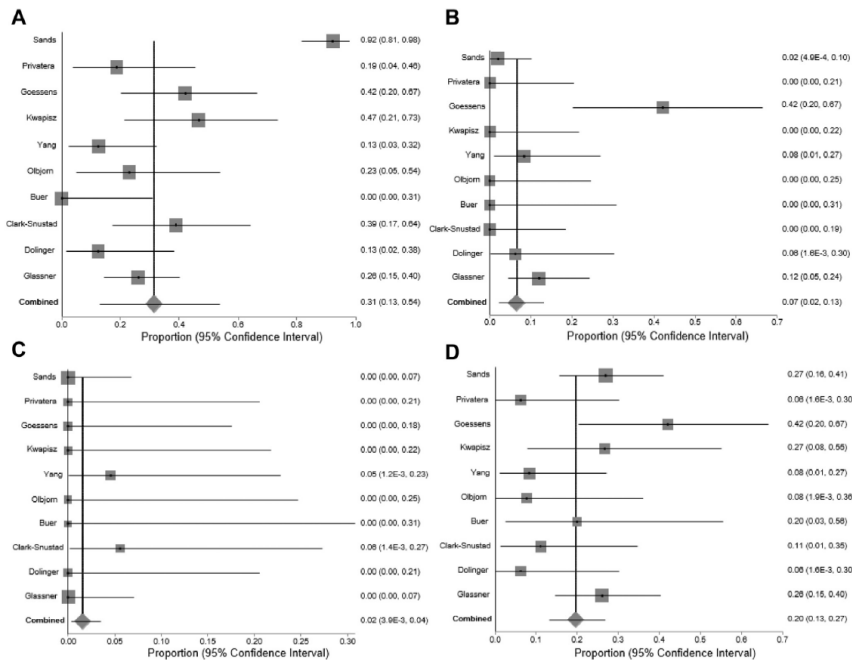 A
Sands 0.92 (0.81, 0.98)
Privatera 0.19 (0.04, 0.46)
Goessens 0.42 (0.20, 0.67)
Kwapisz 0.47 (0.21, 0.73)
Yang 0.13 (0.03, 0.32)
Olbjorn 0.23 (0.05, 0.54)
Buer 0.00 (0.00, 0.31)
Clark-Snustad 0.39 (0.17, 0.64)
Dolinger 0.13 (0.02, 0.38)
Glassner 0.26 (0.15, 0.40)
Combined 0.31 (0.13, 0.54)
0.0 0.2 0.4 0.6 0.8 1.0
Proportion (95% Confidence Interval)
B
Sands 0.02 (4.9E-4, 0.10)
Privatera 0.00 (0.00, 0.21)
Goessens 0.42 (0.20, 0.67)
Kwapisz 0.00 (0.00, 0.22)
Yang 0.08 (0.01, 0.27)
Olbjorn 0.00 (0.00, 0.25)
Buer 0.00 (0.00, 0.31)
Clark-Snustad 0.00 (0.00, 0.19)
Dolinger 0.06 (1.6E-3, 0.30)
Glassner 0.12 (0.05, 0.24)
Combined 0.07 (0.02, 0.13)
0.0 0.1 0.2 0.3 0.4 0.5 0.6 0.7
Proportion (95% Confidence Interval)
C
Sands 0.00 (0.00, 0.07)
Privatera 0.00 (0.00, 0.21)
Goessens 0.00 (0.00, 0.18)
Kwapisz 0.00 (0.00, 0.22)
Yang 0.05 (1.2E-3, 0.23)
Olbjorn 0.00 (0.00, 0.25)
Buer 0.00 (0.00, 0.31)
Clark-Snustad 0.06 (1.4E-3, 0.27)
Dolinger 0.00 (0.00, 0.21)
Glassner 0.00 (0.00, 0.07)
Combined 0.02 (3.9E-3, 0.04)
0.00 0.05 0.10 0.15 0.20 0.25 0.30
Proportion (95% Confidence Interval)
D
Sands 0.27 (0.16, 0.41)
Privatera 0.06 (1.6E-3, 0.30
Goessens 0.42 (0.20, 0.67)
Kwapisz 0.27 (0.08, 0.55)
Yang 0.08 (0.01, 0.27)
Olbjorn 0.08 (1.9E-3, 0.36
Buer 0.20 (0.03, 0.56)
Clark-Snustad 0.11 (0.01, 0.35)
Dolinger 0.06 (1.6E-3, 0.30
Glassner 0.26 (0.15, 0.40)
Combined 0.20 (0.13, 0.27)
0.0 0.1 0.2 0.3 0.4 0.5 0.6 0.7
Proportion (95% Confidence Interval)